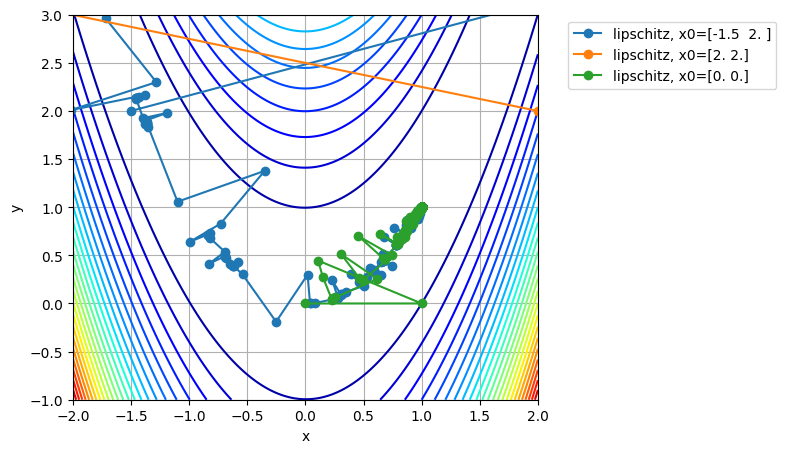 3.0
2.5
2.0
1.5
1.0
0.5
0.0
−0.5
−1.0
y
−2.0 −1.5 −1.0 −0.5 0.0 0.5 1.0 1.5 2.0
x
lipschitz, x0=[-1.5  2. ]
lipschitz, x0=[2. 2.]
lipschitz, x0=[0. 0.]